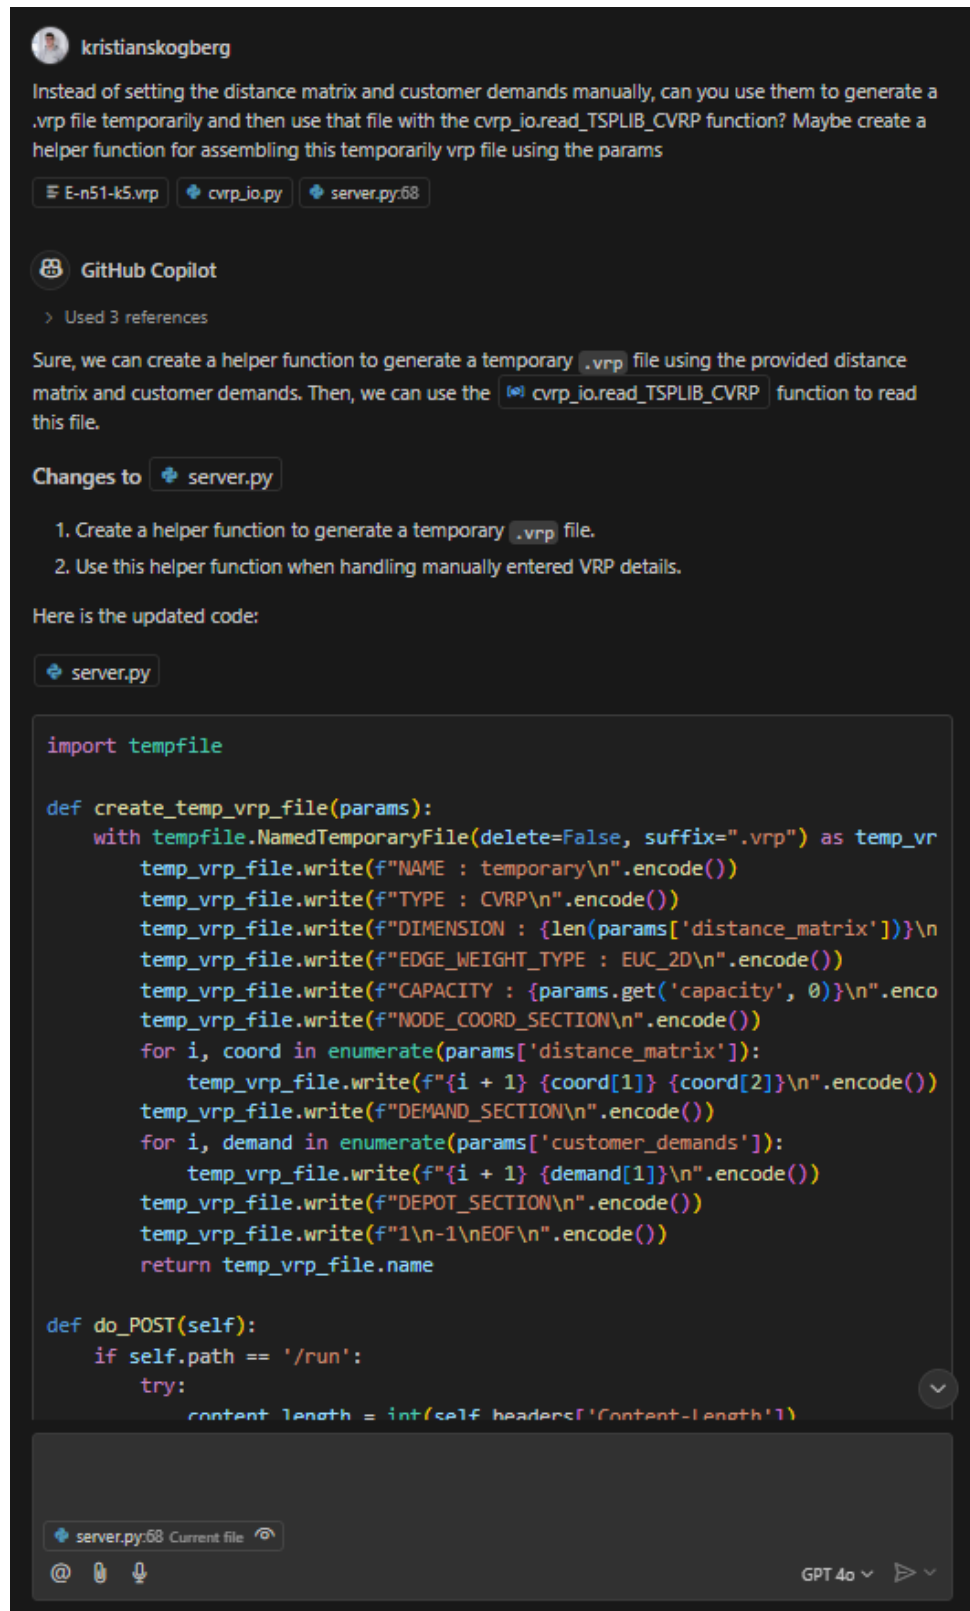 kristianskogberg
Instead of setting the distance matrix and customer demands manually, can you use them to generate a
.vrp file temporarily and then use that file with the cvrp_io.read_TSPLIB_CVRP function? Maybe create a
helper function for assembling this temporarily vrp file using the params
E-n51-k5.vrp cvrp_io.py server.py:68
GitHub Copilot
Used 3 references
Sure, we can create a helper function to generate a temporary .vrp file using the provided distance
matrix and customer demands. Then, we can use the cvrp_io.read_TSPLIB_CVRP function to read
this file.
Changes to server.py
1. Create a helper function to generate a temporary .vrp file.
2. Use this helper function when handling manually entered VRP details.
Here is the updated code:
server.py
import tempfile
def create_temp_vrp_file(params):
    with tempfile.NamedTemporaryFile(delete=False, suffix=".vrp") as temp_vr
        temp_vrp_file.write(f"NAME : temporary\n".encode())
        temp_vrp_file.write(f"TYPE : CVRP\n".encode())
        temp_vrp_file.write(f"DIMENSION : {len(params['distance_matrix'])}\n
        temp_vrp_file.write(f"EDGE_WEIGHT_TYPE : EUC_2D\n".encode())
        temp_vrp_file.write(f"CAPACITY : {params.get('capacity', 0)}\n".enco
        temp_vrp_file.write(f"NODE_COORD_SECTION\n".encode())
        for i, coord in enumerate(params['distance_matrix']):
            temp_vrp_file.write(f"{i + 1} {coord[1]} {coord[2]}\n".encode())
        temp_vrp_file.write(f"DEMAND_SECTION\n".encode())
        for i, demand in enumerate(params['customer_demands']):
            temp_vrp_file.write(f"{i + 1} {demand[1]}\n".encode())
        temp_vrp_file.write(f"DEPOT_SECTION\n".encode())
        temp_vrp_file.write(f"1\n-1\nEOF\n".encode())
        return temp_vrp_file.name
def do_POST(self):
    if self.path == '/run':
        try:
            content_length = int(self.headers['Content-Length'])
server.py:68 Current file
@ GPT 4o